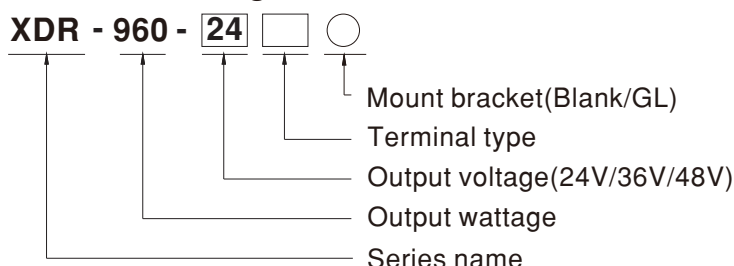 XDR - 960 - 24
Mount bracket(Blank/GL)
Terminal type
Output voltage(24V/36V/48V)
Output wattage
Series name